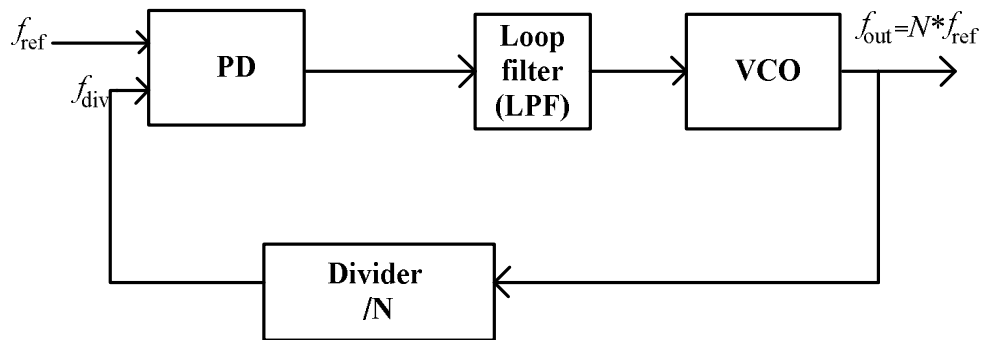 f_ref
f_div
PD
Loop
filter
(LPF)
VCO
f_out=N*f_ref
Divider
/N